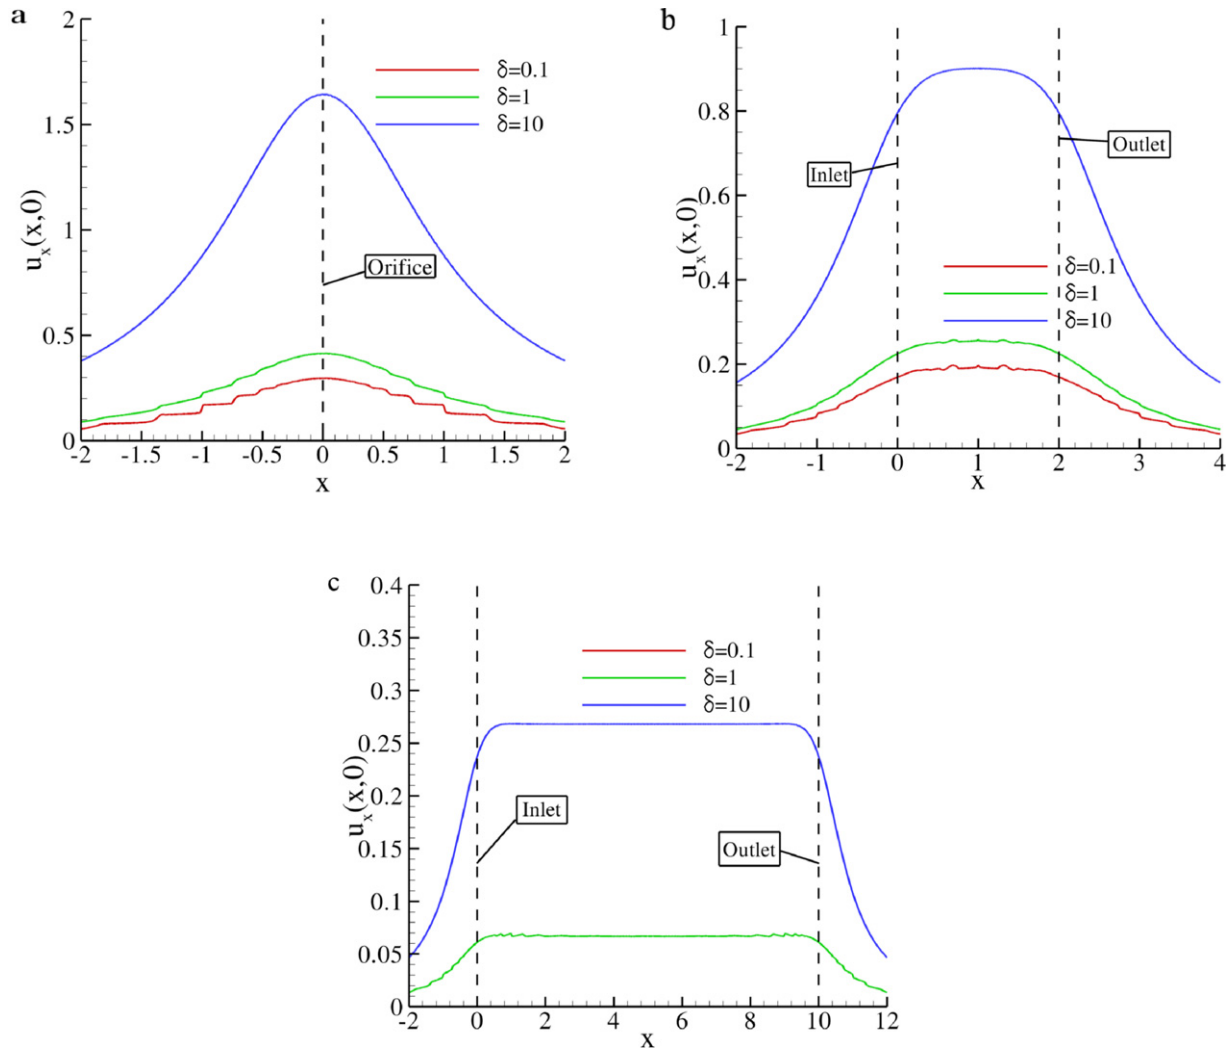 a
2
1.5
1
0.5
0
-2
-1.5
-1
-0.5
0
0.5
1
1.5
2
x
u_x(x,0)
δ=0.1
δ=1
δ=10
Orifice
b
1
0.8
0.6
0.4
0.2
0
-2
-1
0
1
2
3
4
x
u_x(x,0)
Inlet
Outlet
δ=0.1
δ=1
δ=10
c
0.4
0.35
0.3
0.25
0.2
0.15
0.1
0.05
0
-2
0
2
4
6
8
10
12
x
u_x(x,0)
δ=0.1
δ=1
δ=10
Inlet
Outlet